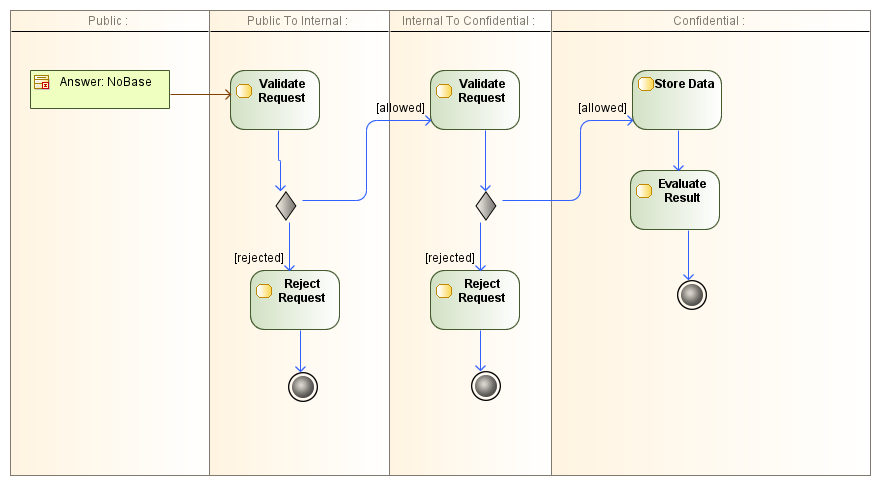 Public :
Public To Internal :
Internal To Confidential :
Confidential :
Answer: NoBase
Validate
Request
Validate
Request
Store Data
[allowed]
[allowed]
Evaluate
Result
[rejected]
[rejected]
Reject
Request
Reject
Request